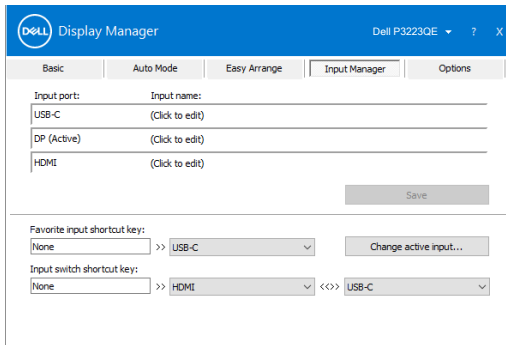 DELL Display Manager Dell P3223QE ? X
Basic Auto Mode Easy Arrange Input Manager Options
Input port: Input name:
USB-C (Click to edit)
DP (Active) (Click to edit)
HDMI (Click to edit)
Save
Favorite input shortcut key:
None >> USB-C Change active input...
Input switch shortcut key:
None >> HDMI <<>> USB-C